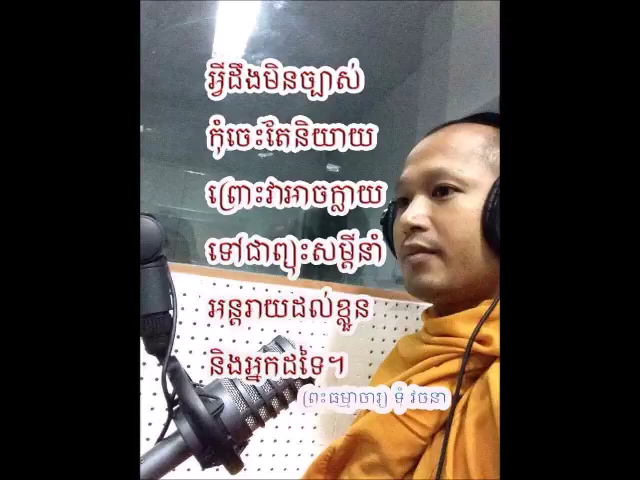 អ្វីដឹងមិនច្បាស់
កុំចេះតែនិយាយ
ព្រោះវាអាចក្លាយ
ទៅជាព្យុះសម្ដីនាំ
អន្តរាយដល់ខ្លួន
និងអ្នកដទៃ។
(ព្រះធម្មាចារ្យ ទុំ វចនា